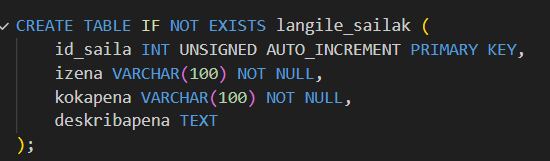 CREATE TABLE IF NOT EXISTS langile_sailak (
    id_saila INT UNSIGNED AUTO_INCREMENT PRIMARY KEY,
    izena VARCHAR(100) NOT NULL,
    kokapena VARCHAR(100) NOT NULL,
    deskribapena TEXT
);